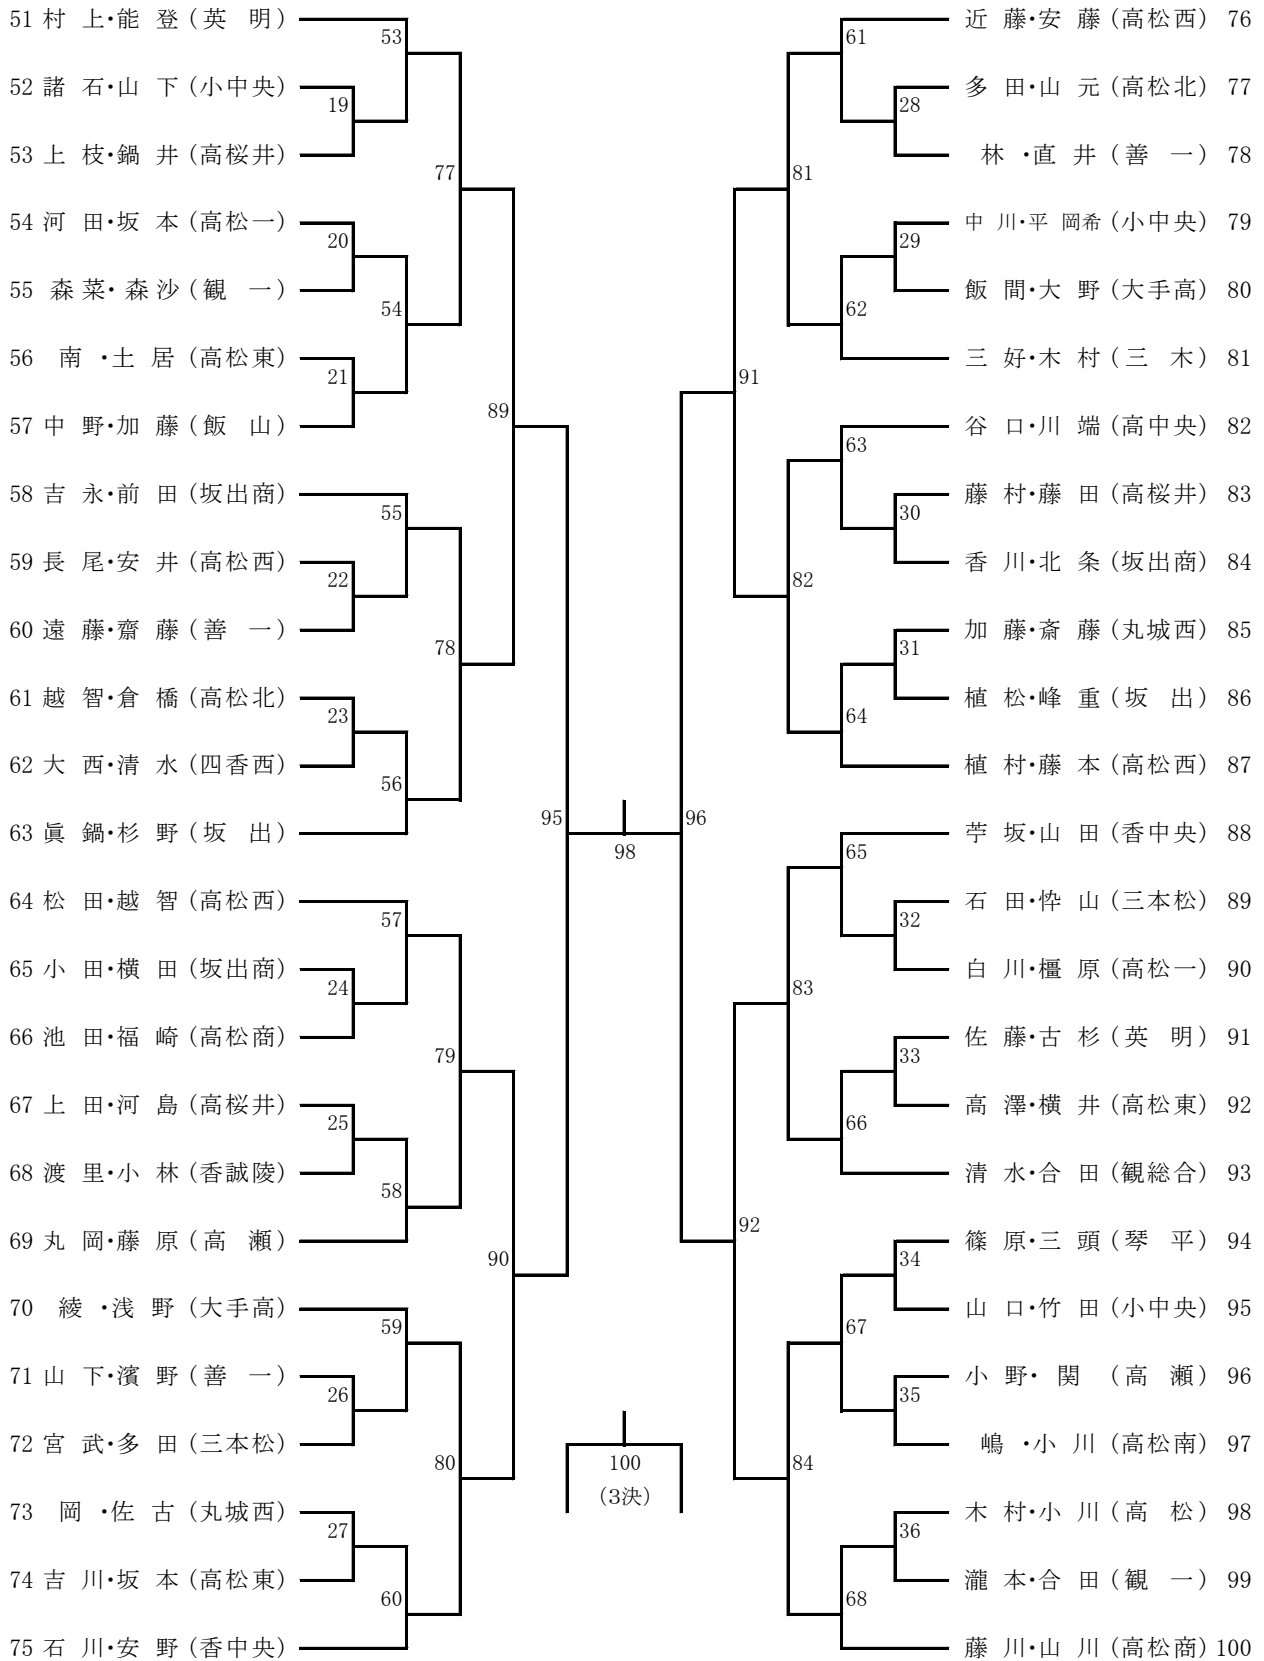 51 村 上・能 登 (英 明)
52 諸 石・山 下 (小中央)
53 上 枝・鍋 井 (高桜井)
54 河 田・坂 本 (高松一)
55 森菜・森沙 (観 一)
56 南 ・土 居 (高松東)
57 中 野・加 藤 (飯 山)
58 吉 永・前 田 (坂出商)
59 長 尾・安 井 (高松西)
60 遠 藤・齋 藤 (善 一)
61 越 智・倉 橋 (高松北)
62 大 西・清 水 (四香西)
63 眞 鍋・杉 野 (坂 出)
64 松 田・越 智 (高松西)
65 小 田・横 田 (坂出商)
66 池 田・福 崎 (高松商)
67 上 田・河 島 (高桜井)
68 渡 里・小 林 (香誠陵)
69 丸 岡・藤 原 (高 瀬)
70 綾 ・浅 野 (大手高)
71 山 下・濱 野 (善 一)
72 宮 武・多 田 (三本松)
73 岡 ・佐 古 (丸城西)
74 吉 川・坂 本 (高松東)
75 石 川・安 野 (香中央)
53
19
20
54
21
55
22
23
56
57
24
25
58
59
26
27
60
77
78
79
80
89
90
95
98
96
100
(3決)
91
92
81
82
83
84
61
28
29
62
63
30
31
64
65
32
33
66
34
67
35
36
68
近 藤・安 藤 (高松西) 76
多 田・山 元 (高松北) 77
林 ・直 井 (善 一) 78
中 川・平 岡希 (小中央) 79
飯 間・大 野 (大手高) 80
三 好・木 村 (三 木) 81
谷 口・川 端 (高中央) 82
藤 村・藤 田 (高桜井) 83
香 川・北 条 (坂出商) 84
加 藤・斎 藤 (丸城西) 85
植 松・峰 重 (坂 出) 86
植 村・藤 本 (高松西) 87
苧 坂・山 田 (香中央) 88
石 田・忰 山 (三本松) 89
白 川・橿 原 (高松一) 90
佐 藤・古 杉 (英 明) 91
高 澤・横 井 (高松東) 92
清 水・合 田 (観総合) 93
篠 原・三 頭 (琴 平) 94
山 口・竹 田 (小中央) 95
小 野・ 関 (高 瀬) 96
嶋 ・小 川 (高松南) 97
木 村・小 川 (高 松) 98
瀧 本・合 田 (観 一) 99
藤 川・山 川 (高松商) 100